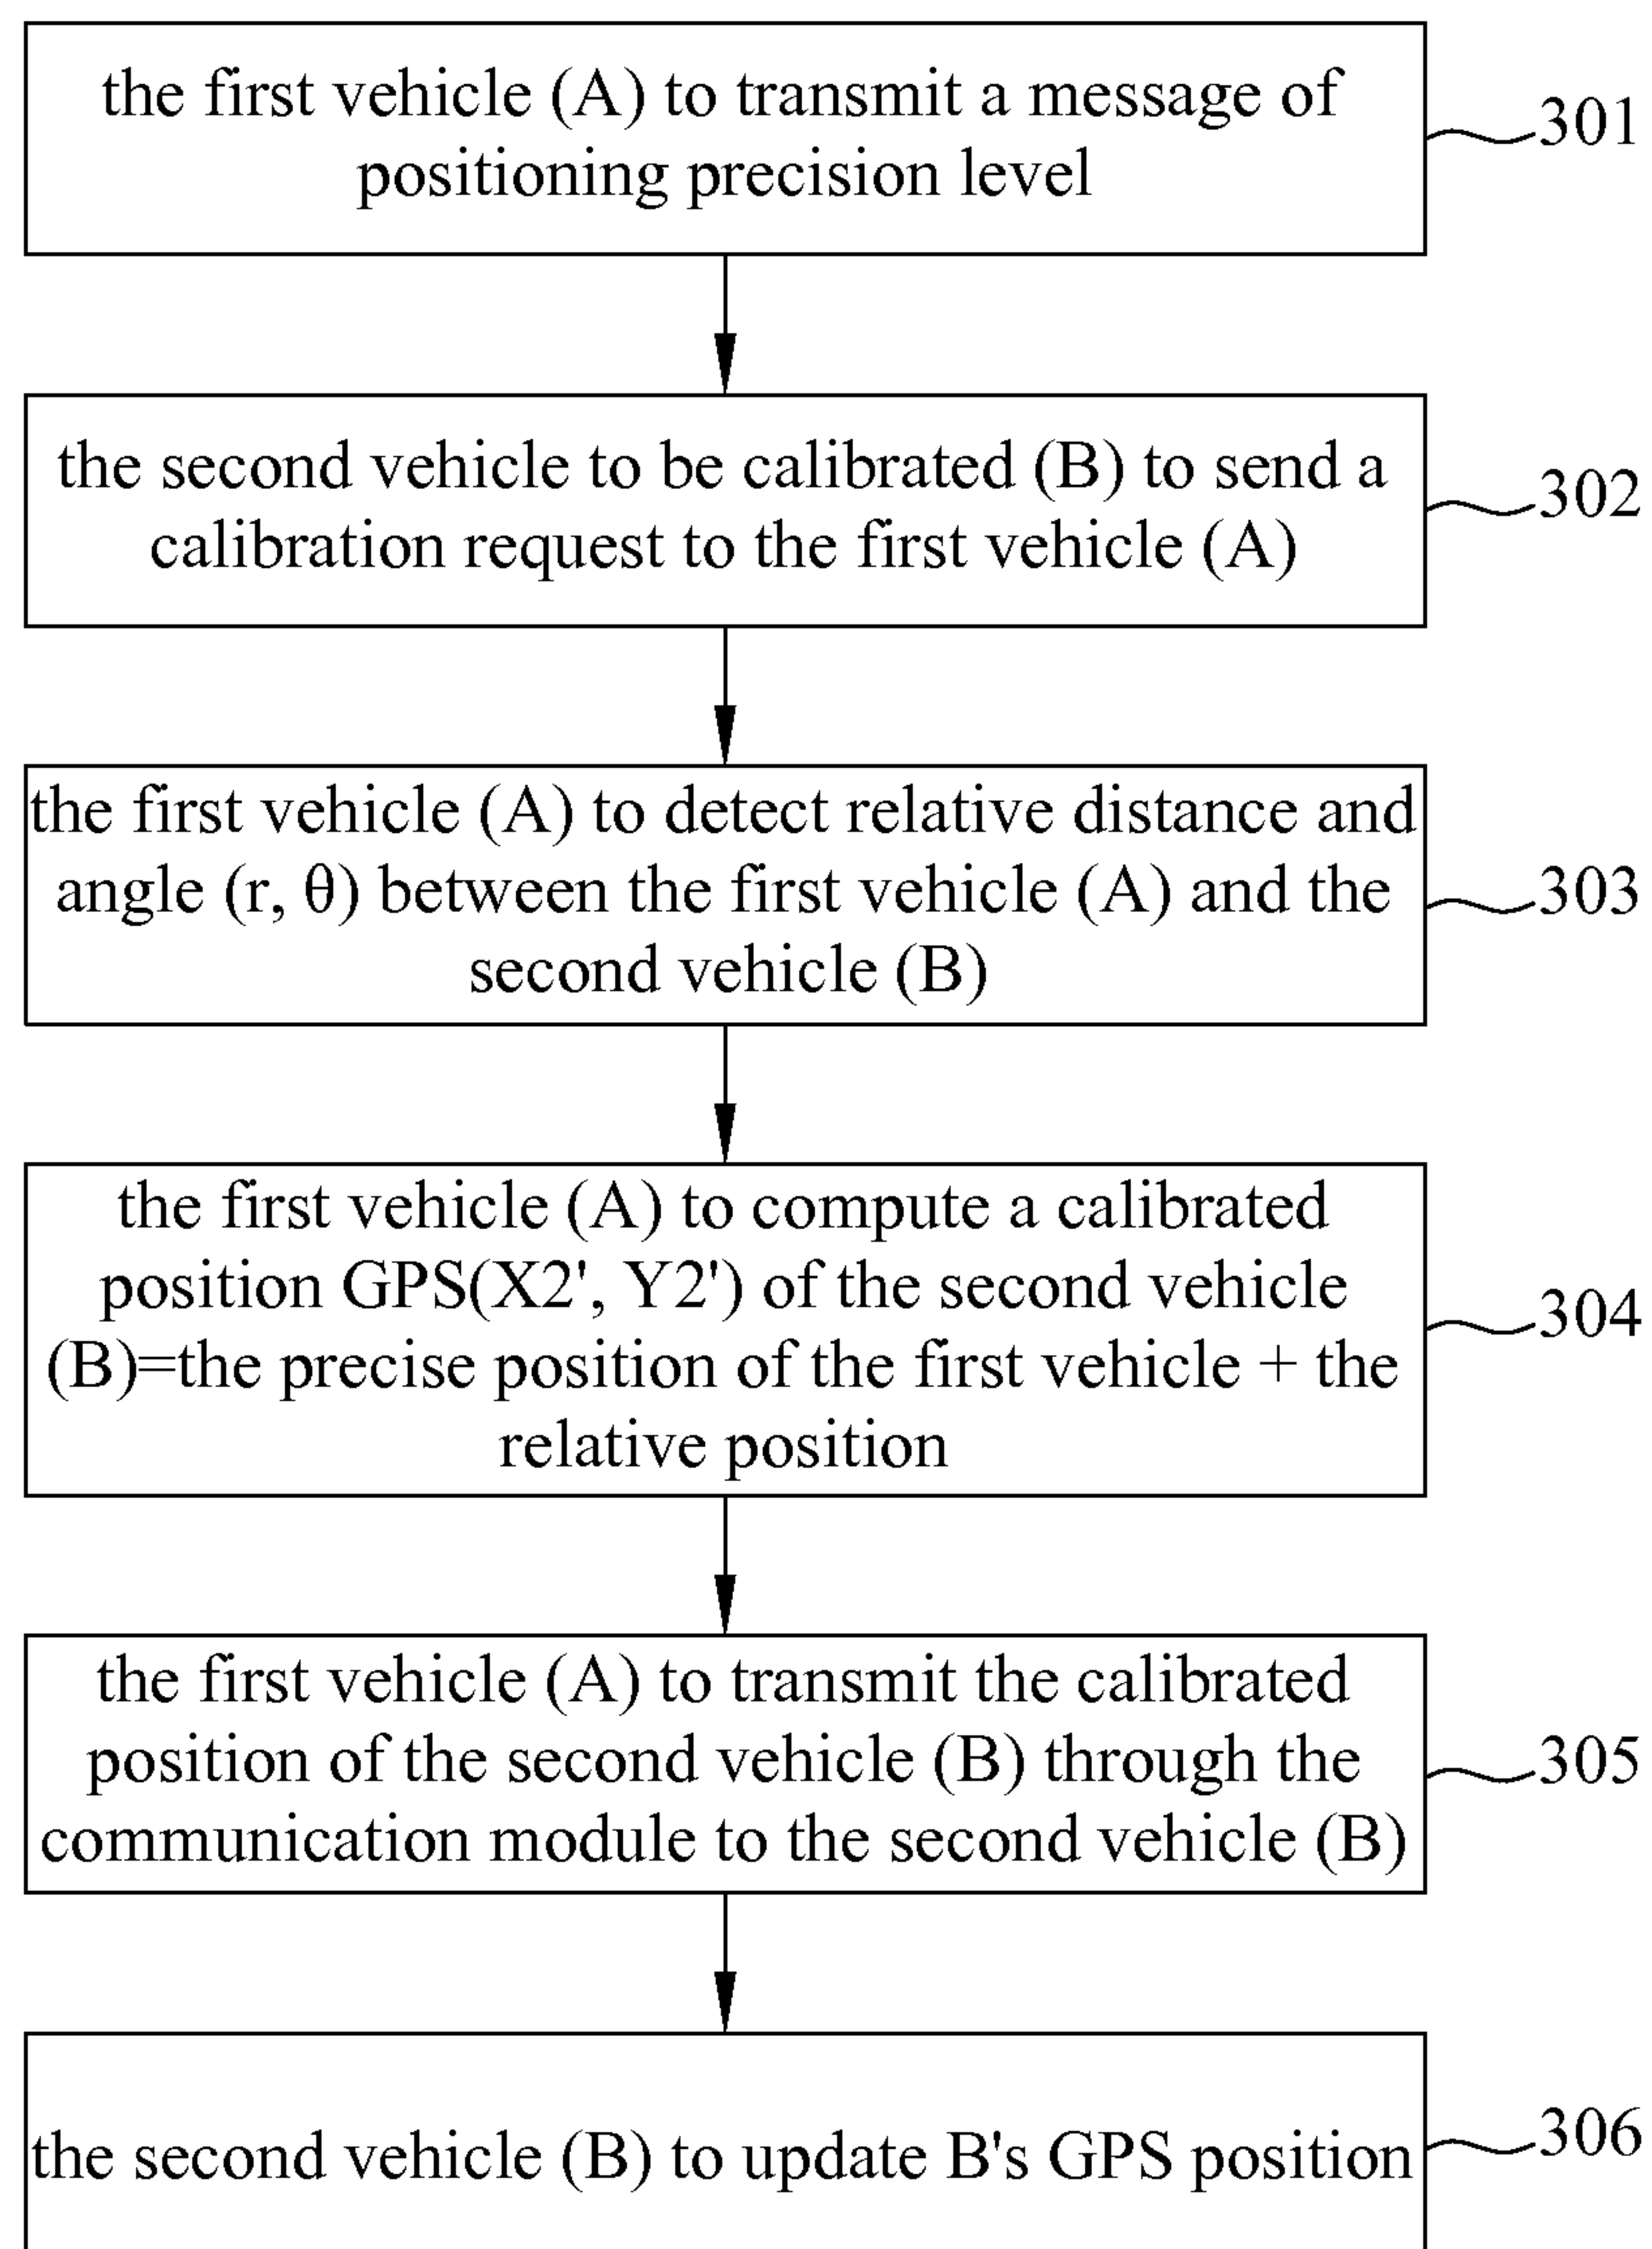 the first vehicle (A) to transmit a message of
positioning precision level
301
the second vehicle to be calibrated (B) to send a
calibration request to the first vehicle (A)
302
the first vehicle (A) to detect relative distance and
angle (r, θ) between the first vehicle (A) and the
second vehicle (B)
303
the first vehicle (A) to compute a calibrated
position GPS(X2', Y2') of the second vehicle
(B)=the precise position of the first vehicle + the
relative position
304
the first vehicle (A) to transmit the calibrated
position of the second vehicle (B) through the
communication module to the second vehicle (B)
305
the second vehicle (B) to update B's GPS position
306